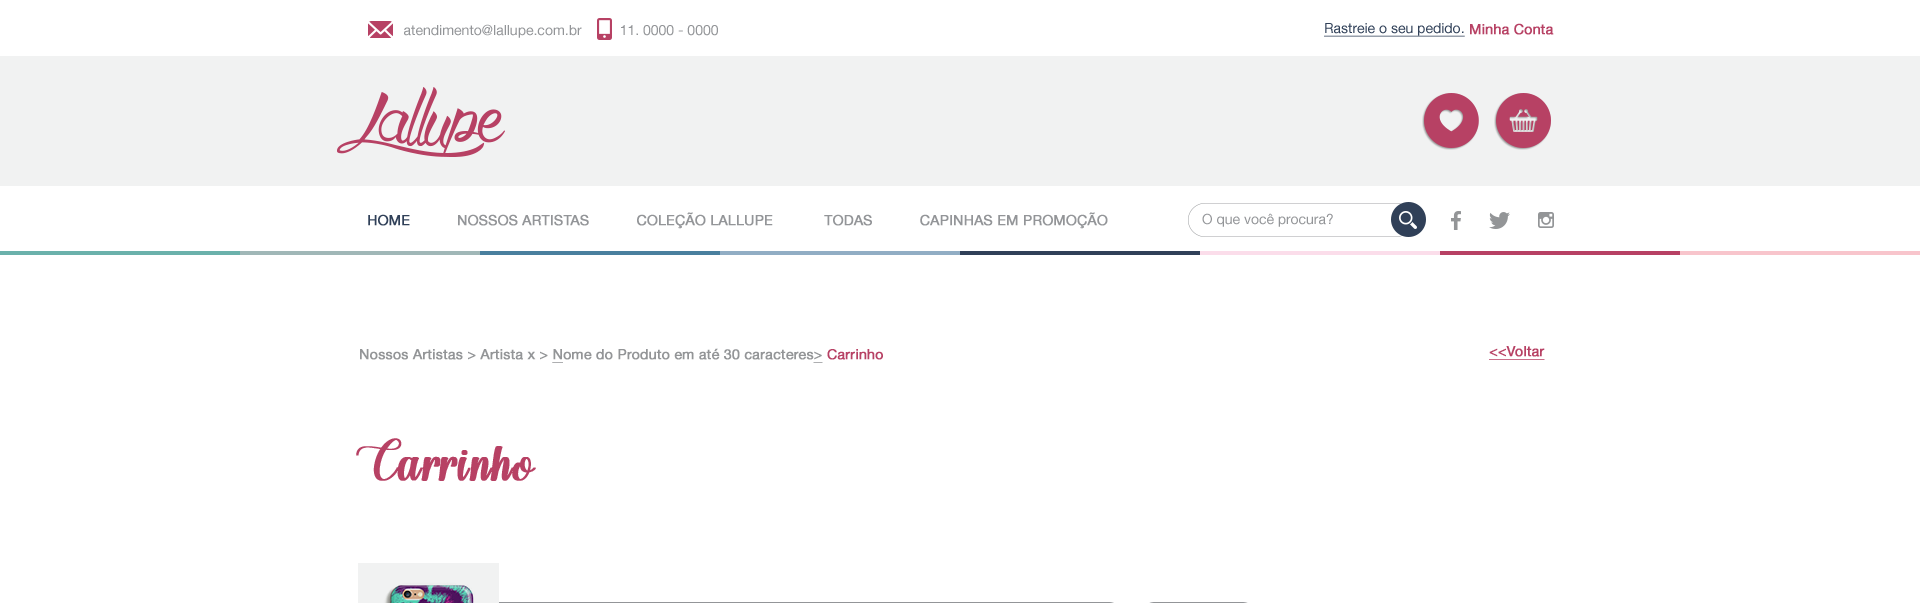 atendimento@lallupe.com.br 11. 0000 - 0000 Rastreie o seu pedido. Minha Conta
Lallupe
HOME NOSSOS ARTISTAS COLEÇÃO LALLUPE TODAS CAPINHAS EM PROMOÇÃO O que você procura?
Nossos Artistas > Artista x > Nome do Produto em até 30 caracteres> Carrinho <<Voltar
Carrinho